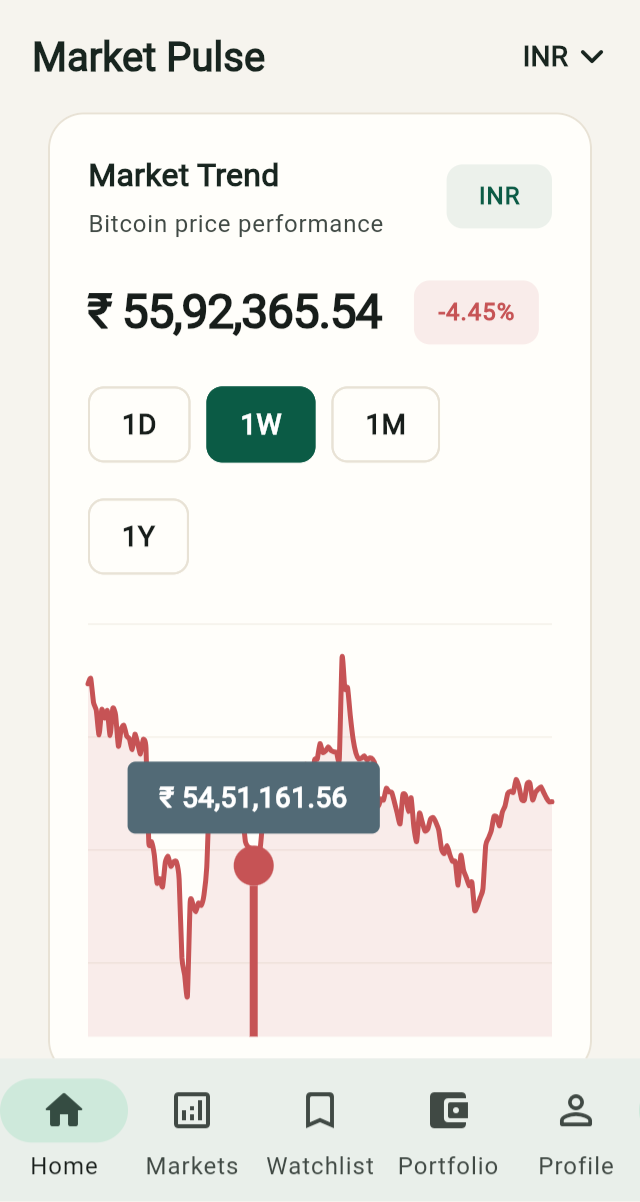 Market Pulse
INR
Market Trend
INR
Bitcoin price performance
₹ 55,92,365.54
-4.45%
1D
1W
1M
1Y
₹ 54,51,161.56
Home
Markets
Watchlist
Portfolio
Profile